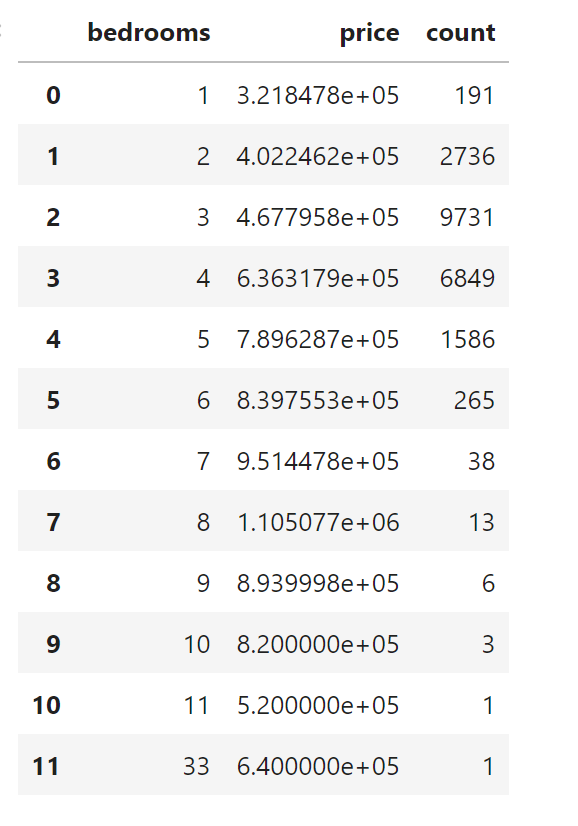 bedrooms price count
0 1 3.218478e+05 191
1 2 4.022462e+05 2736
2 3 4.677958e+05 9731
3 4 6.363179e+05 6849
4 5 7.896287e+05 1586
5 6 8.397553e+05 265
6 7 9.514478e+05 38
7 8 1.105077e+06 13
8 9 8.939998e+05 6
9 10 8.200000e+05 3
10 11 5.200000e+05 1
11 33 6.400000e+05 1